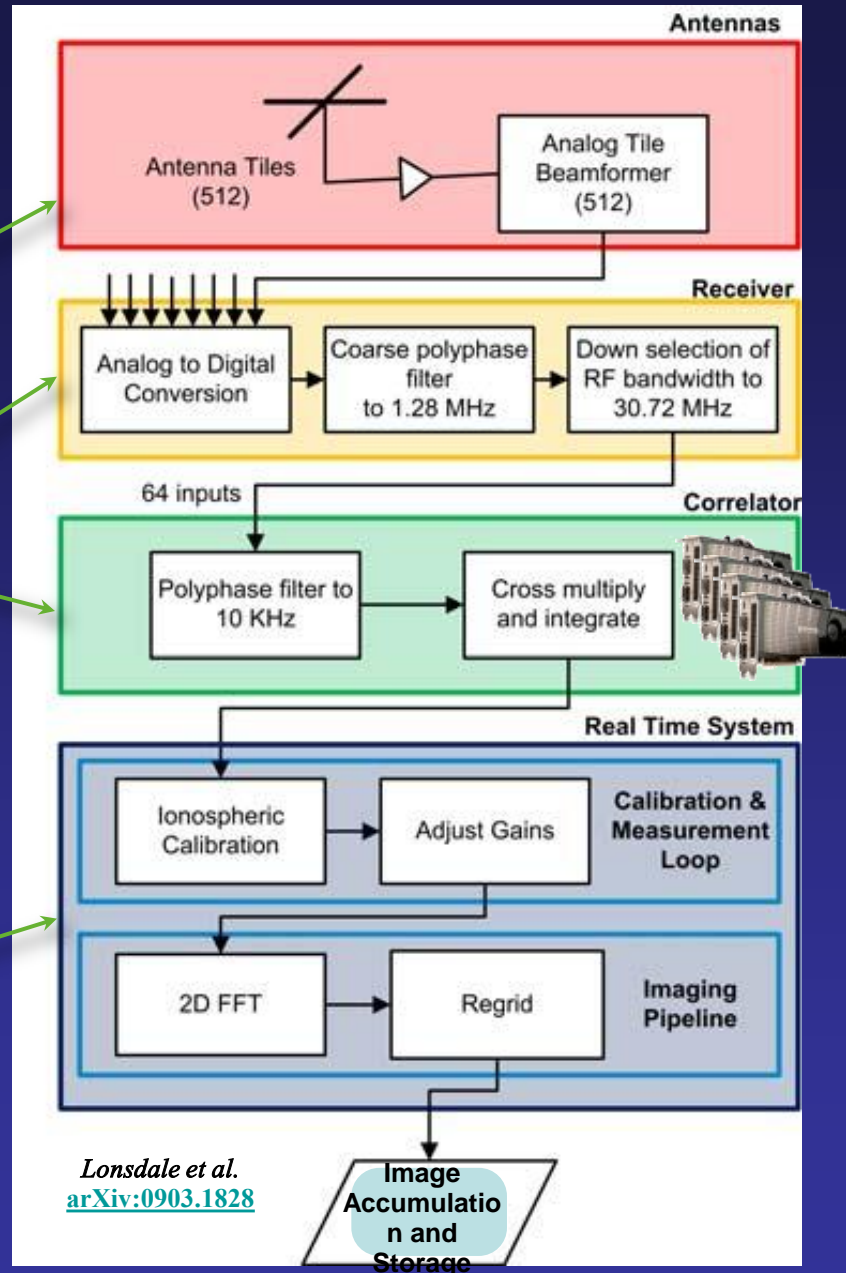 Antennas
Antenna Tiles
(512)
Analog Tile
Beamformer
(512)
Receiver
Analog to Digital
Conversion
Coarse polyphase
filter
to 1.28 MHz
Down selection of
RF bandwidth to
30.72 MHz
64 inputs
Correlator
Polyphase filter to
10 KHz
Cross multiply
and integrate
Real Time System
Ionospheric
Calibration
Adjust Gains
Calibration &
Measurement
Loop
2D FFT
Regrid
Imaging
Pipeline
Lonsdale et al.
arXiv:0903.1828
Image
Accumulatio
n and
Storage